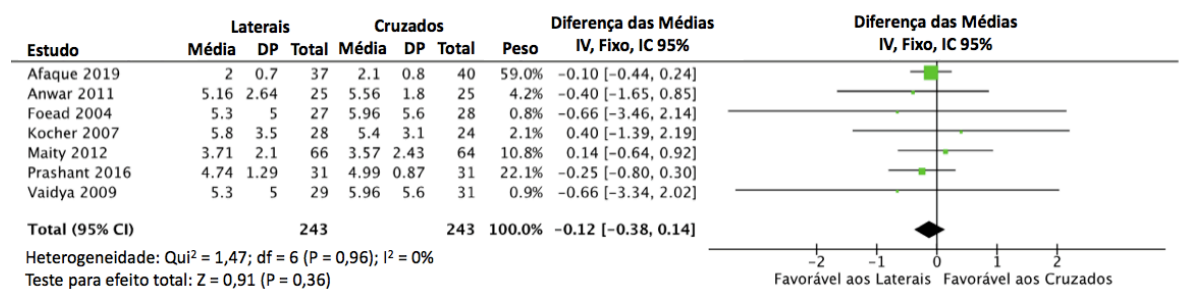 Laterais Cruzados Diferença das Médias Diferença das Médias
Estudo Média DP Total Média DP Total Peso IV, Fixo, IC 95% IV, Fixo, IC 95%
Afaque 2019 2 0.7 37 2.1 0.8 40 59.0% −0.10 [−0.44, 0.24]
Anwar 2011 5.16 2.64 25 5.56 1.8 25 4.2% −0.40 [−1.65, 0.85]
Foead 2004 5.3 5 27 5.96 5.6 28 0.8% −0.66 [−3.46, 2.14]
Kocher 2007 5.8 3.5 28 5.4 3.1 24 2.1% 0.40 [−1.39, 2.19]
Maity 2012 3.71 2.1 66 3.57 2.43 64 10.8% 0.14 [−0.64, 0.92]
Prashant 2016 4.74 1.29 31 4.99 0.87 31 22.1% −0.25 [−0.80, 0.30]
Vaidya 2009 5.3 5 29 5.96 5.6 31 0.9% −0.66 [−3.34, 2.02]
Total (95% CI) 243 243 100.0% −0.12 [−0.38, 0.14]
Heterogeneidade: Qui² = 1,47; df = 6 (P = 0,96); I² = 0%
Teste para efeito total: Z = 0,91 (P = 0,36)
−2 −1 0 1 2
Favorável aos Laterais Favorável aos Cruzados